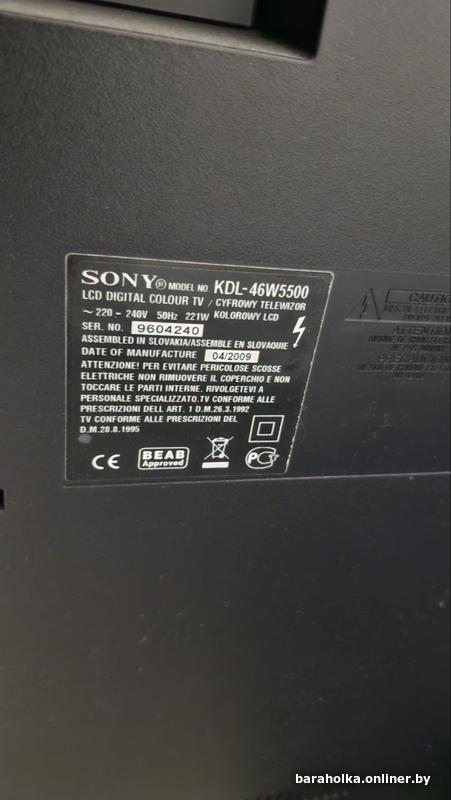 SONY® MODEL NO KDL-46W5500
LCD DIGITAL COLOUR TV / CYFROWY TELEWIZOR
~ 220 - 240V 50Hz 221W KOLOROWY LCD
SER. NO. 9604240
ASSEMBLED IN SLOVAKIA/ASSEMBLE EN SLOVAQUIE
DATE OF MANUFACTURE 04/2009
ATTENZIONE! PER EVITARE PERICOLOSE SCOSSE
ELETTRICHE NON RIMUOVERE IL COPERCHIO E NON
TOCCARE LE PARTI INTERNE. RIVOLGETEVI A
PERSONALE SPECIALIZZATO.TV CONFORME ALLE
PRESCRIZIONI DELL ART. 1 D.M.26.3.1992
TV CONFORME ALLE PRESCRIZIONI DEL
D.M.28.8.1995
CE BEAB
Approved
CAUTIO
ATTENTION
baraholka.onliner.by